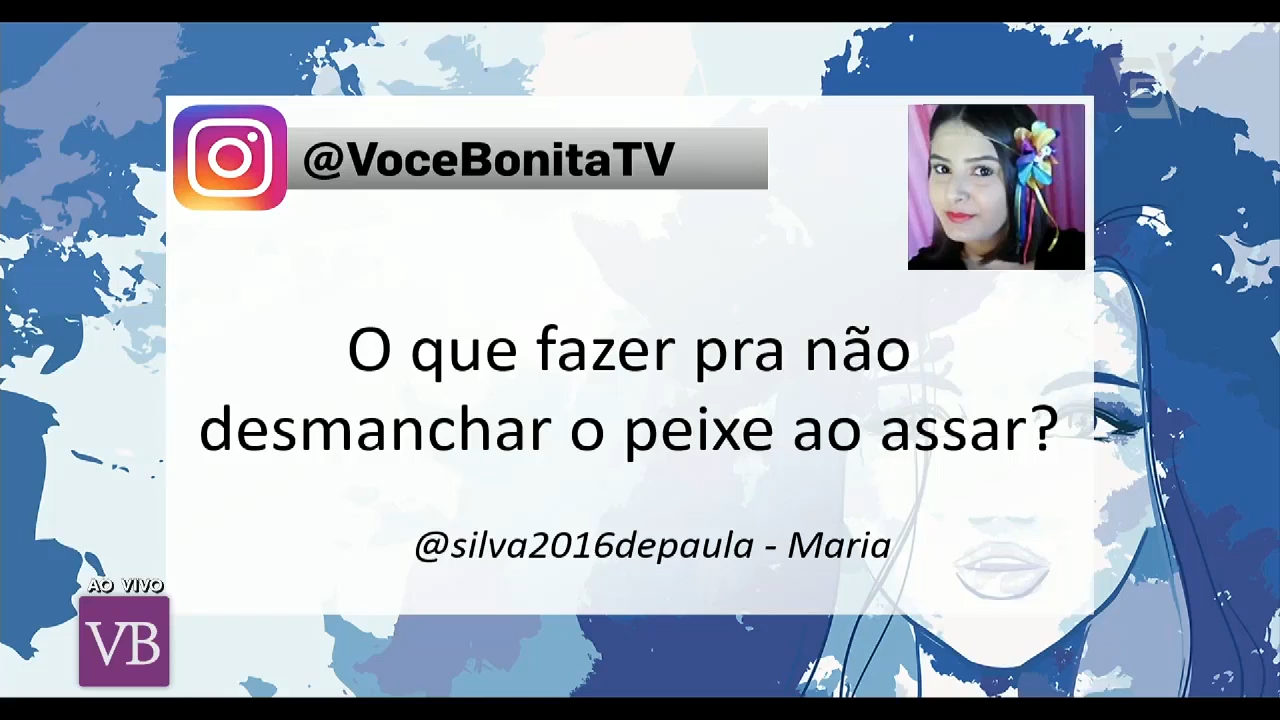 @VoceBonitaTV
O que fazer pra não
desmanchar o peixe ao assar?
@silva2016depaula - Maria
AO VIVO
VB